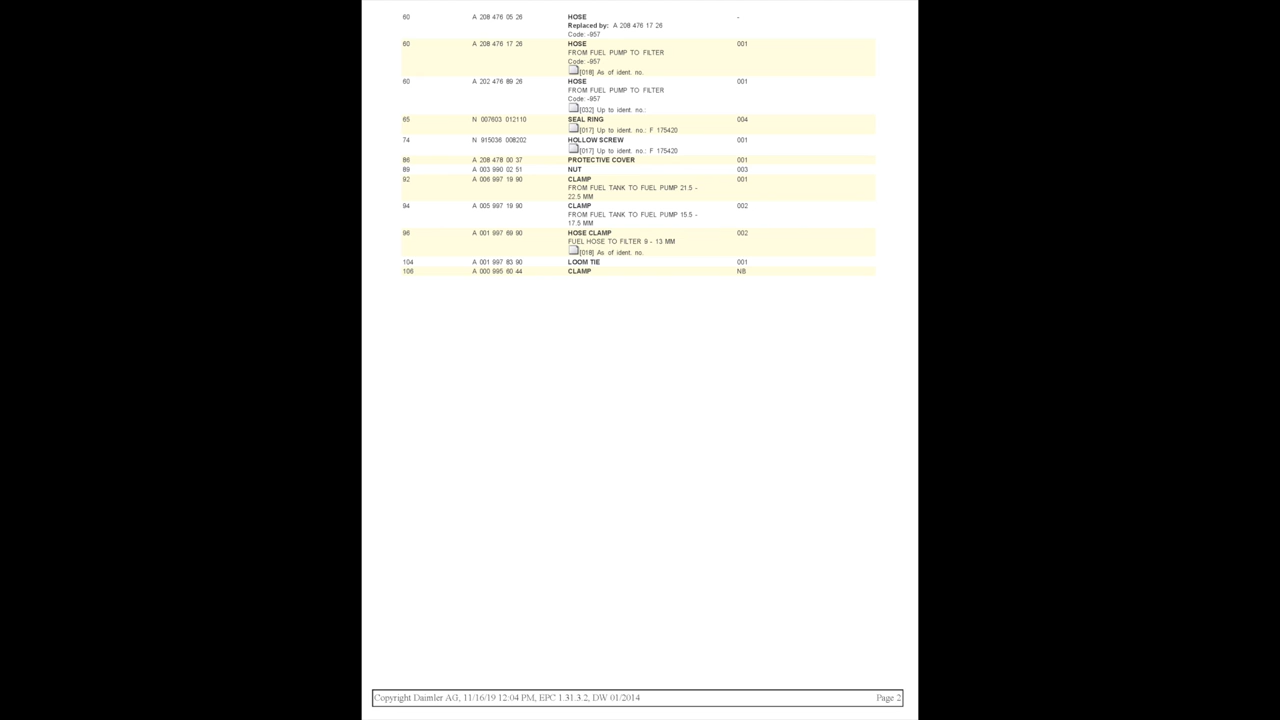 60 A 208 476 05 26 HOSE -
Replaced by: A 208 476 17 26
Code: -957
60 A 208 476 17 26 HOSE 001
FROM FUEL PUMP TO FILTER
Code: -957
[018] As of ident. no.
60 A 202 476 89 26 HOSE 001
FROM FUEL PUMP TO FILTER
Code: -957
[032] Up to ident. no.:
65 N 007603 012110 SEAL RING 004
[017] Up to ident. no.: F 175420
74 N 915036 008202 HOLLOW SCREW 001
[017] Up to ident. no.: F 175420
86 A 208 478 00 37 PROTECTIVE COVER 001
89 A 003 990 02 51 NUT 003
92 A 006 997 19 90 CLAMP 001
FROM FUEL TANK TO FUEL PUMP 21.5 -
22.5 MM
94 A 005 997 19 90 CLAMP 002
FROM FUEL TANK TO FUEL PUMP 15.5 -
17.5 MM
96 A 001 997 69 90 HOSE CLAMP 002
FUEL HOSE TO FILTER 9 - 13 MM
[018] As of ident. no.
104 A 001 997 83 90 LOOM TIE 001
106 A 000 995 60 44 CLAMP NB
Copyright Daimler AG, 11/16/19 12:04 PM, EPC 1.31.3.2, DW 01/2014 Page 2